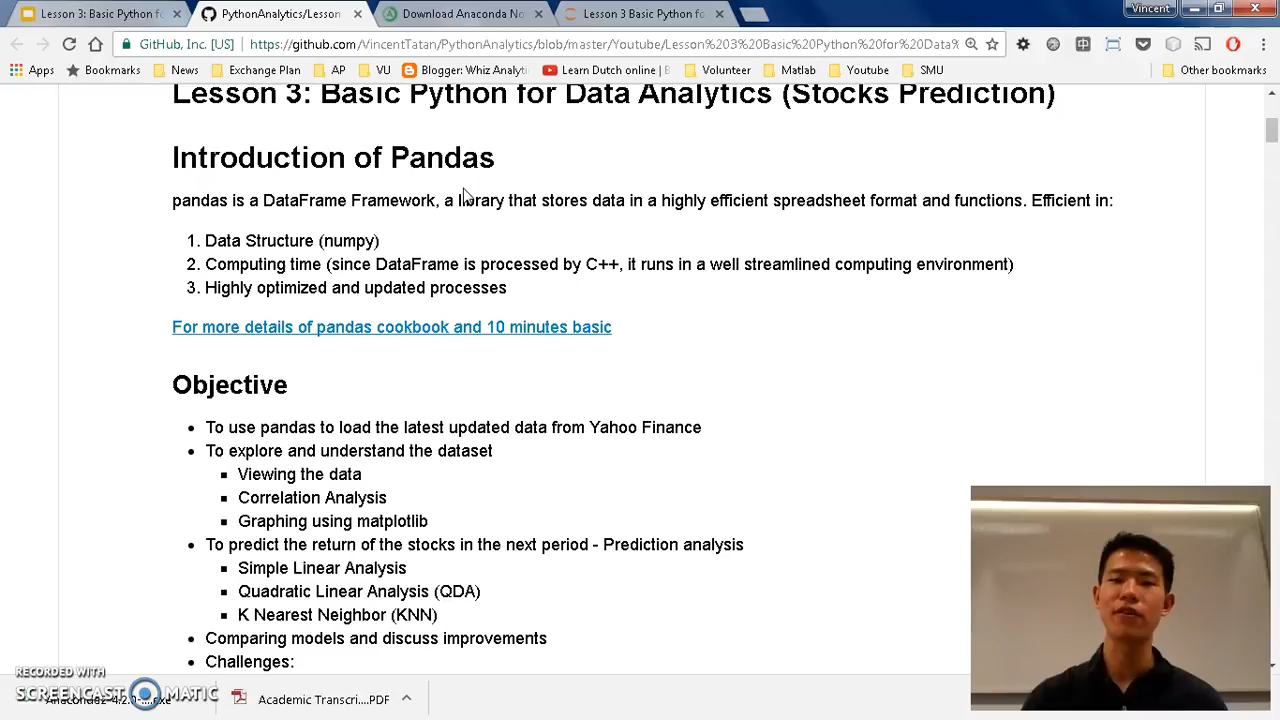 Lesson 3: Basic Python for
PythonAnalytics/Lesson
Lesson 3 Basic Python for
Vincent
GitHub, Inc. [US]
https://github.com/VincentTatan/PythonAnalytics/blob/master/Youtube/Lesson%203%20Basic%20Python%20for%20Data%
Apps
Bookmarks
News
Exchange Plan
AP
VU
Blogger: Whiz Analyti
Learn Dutch online | B
Volunteer
Matlab
Youtube
SMU
Other bookmarks
Lesson 3: Basic Python for Data Analytics (Stocks Prediction)
Introduction of Pandas
pandas is a DataFrame Framework, a library that stores data in a highly efficient spreadsheet format and functions. Efficient in:
1. Data Structure (numpy)
2. Computing time (since DataFrame is processed by C++, it runs in a well streamlined computing environment)
3. Highly optimized and updated processes
For more details of pandas cookbook and 10 minutes basic
Objective
To use pandas to load the latest updated data from Yahoo Finance
To explore and understand the dataset
Viewing the data
Correlation Analysis
Graphing using matplotlib
To predict the return of the stocks in the next period - Prediction analysis
Simple Linear Analysis
Quadratic Linear Analysis (QDA)
K Nearest Neighbor (KNN)
Comparing models and discuss improvements
Challenges:
RECORDED WITH
SCREENCAST MATIC
Academic Transcri....PDF